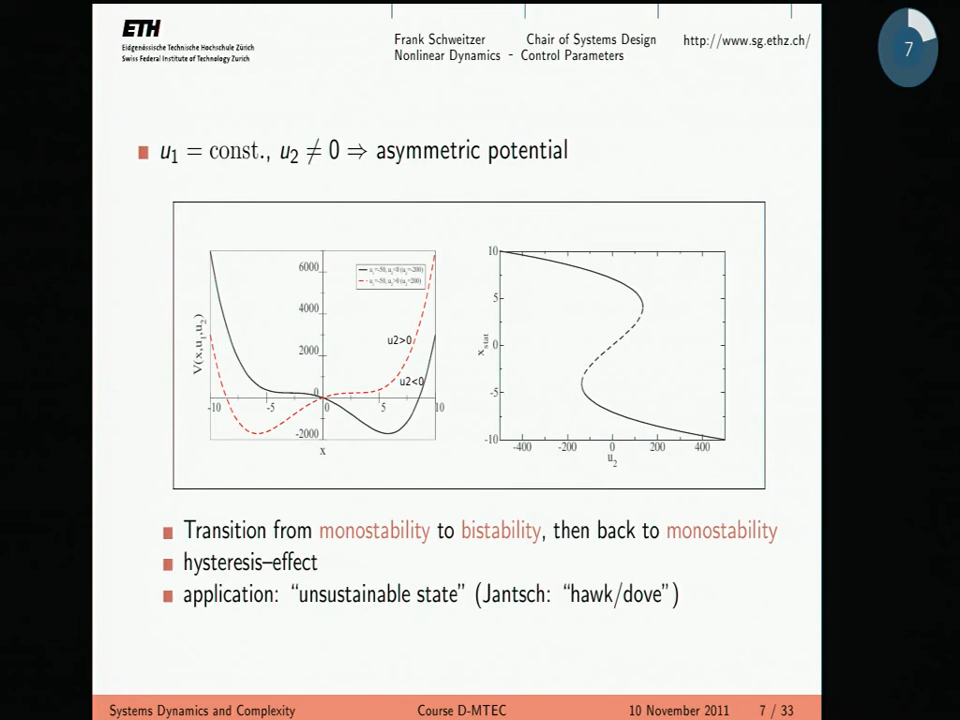 7
ETH
Eidgenössische Technische Hochschule Zürich
Swiss Federal Institute of Technology Zurich
Frank Schweitzer Chair of Systems Design http://www.sg.ethz.ch/
Nonlinear Dynamics - Control Parameters
u₁ = const., u₂ ≠ 0 ⇒ asymmetric potential
V(x,u₁,u₂)
6000
4000
2000
0
-2000
-10 -5 0 5 10
x
u2>0
u2<0
x_stat
10
5
0
-5
-10
-400 -200 0 200 400
u₂
Transition from monostability to bistability, then back to monostability
hysteresis–effect
application: “unsustainable state” (Jantsch: “hawk/dove”)
Systems Dynamics and Complexity Course D-MTEC 10 November 2011 7 / 33